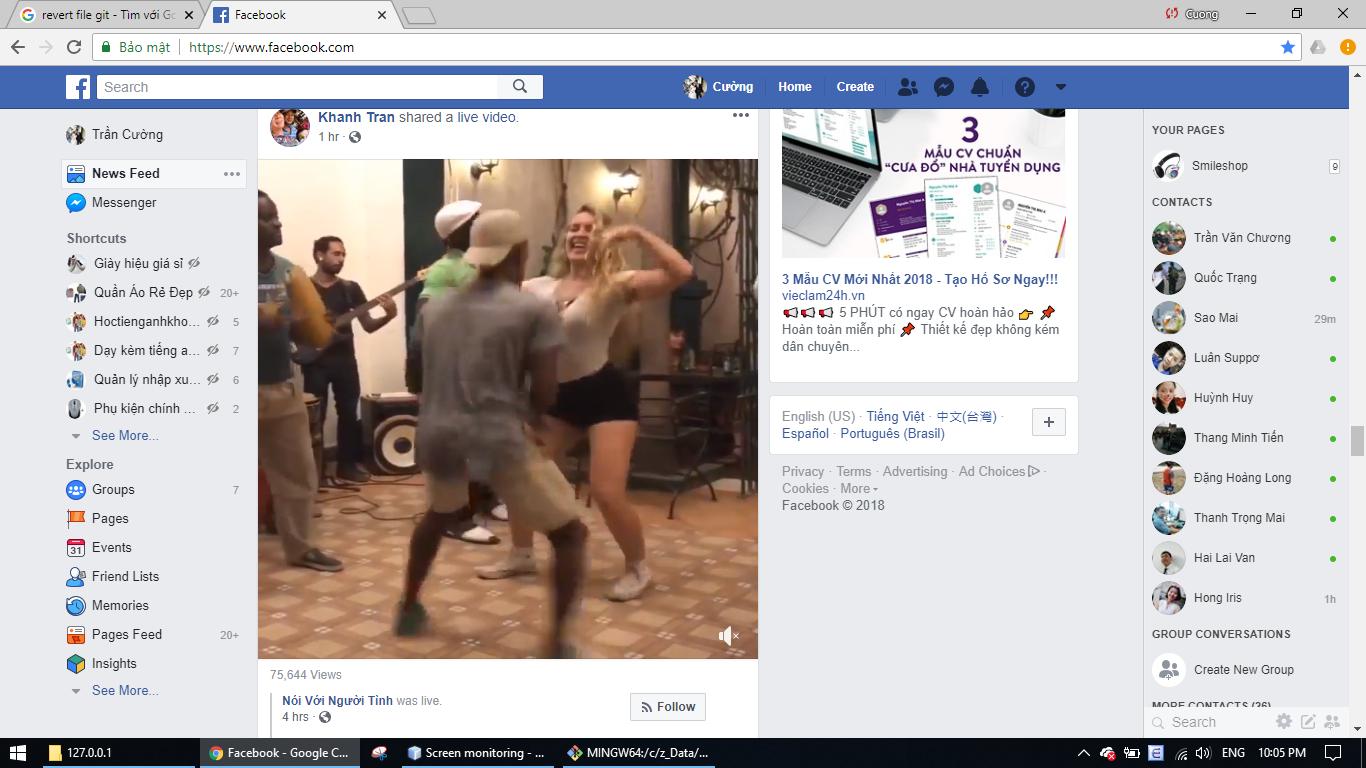 revert file git - Tìm với Go
Facebook
Cuong
Bảo mật
https://www.facebook.com
Search
Cường
Home
Create
Trần Cường
News Feed
Messenger
Shortcuts
Giày hiệu giá sỉ
Quần Áo Rẻ Đẹp 20+
Hoctienganhkho... 5
Dạy kèm tiếng a... 7
Quản lý nhập xu... 6
Phụ kiện chính ... 2
See More...
Explore
Groups 7
Pages
31 Events
Friend Lists
Memories
Pages Feed 20+
Insights
See More...
Khanh Tran shared a live video.
1 hr ·
75,644 Views
Nói Với Người Tình was live.
4 hrs ·
Follow
3
MẪU CV CHUẨN
“CƯA ĐỔ” NHÀ TUYỂN DỤNG
3 Mẫu CV Mới Nhất 2018 - Tạo Hồ Sơ Ngay!!!
vieclam24h.vn
5 PHÚT có ngay CV hoàn hảo
Hoàn toàn miễn phí Thiết kế đẹp không kém
dân chuyên...
English (US) · Tiếng Việt · 中文(台灣) ·
Español · Português (Brasil)
Privacy · Terms · Advertising · Ad Choices ·
Cookies · More
Facebook © 2018
YOUR PAGES
Smileshop 9
CONTACTS
Trần Văn Chương
Quốc Trạng
Sao Mai 29m
Luân Suppơ
Huỳnh Huy
Thang Minh Tiến
Đặng Hoàng Long
Thanh Trọng Mai
Hai Lai Van
Hong Iris 1h
GROUP CONVERSATIONS
Create New Group
MORE CONTACTS (26)
Search
127.0.0.1
Facebook - Google C...
Screen monitoring - ...
MINGW64:/c/z_Data/...
ENG
10:05 PM